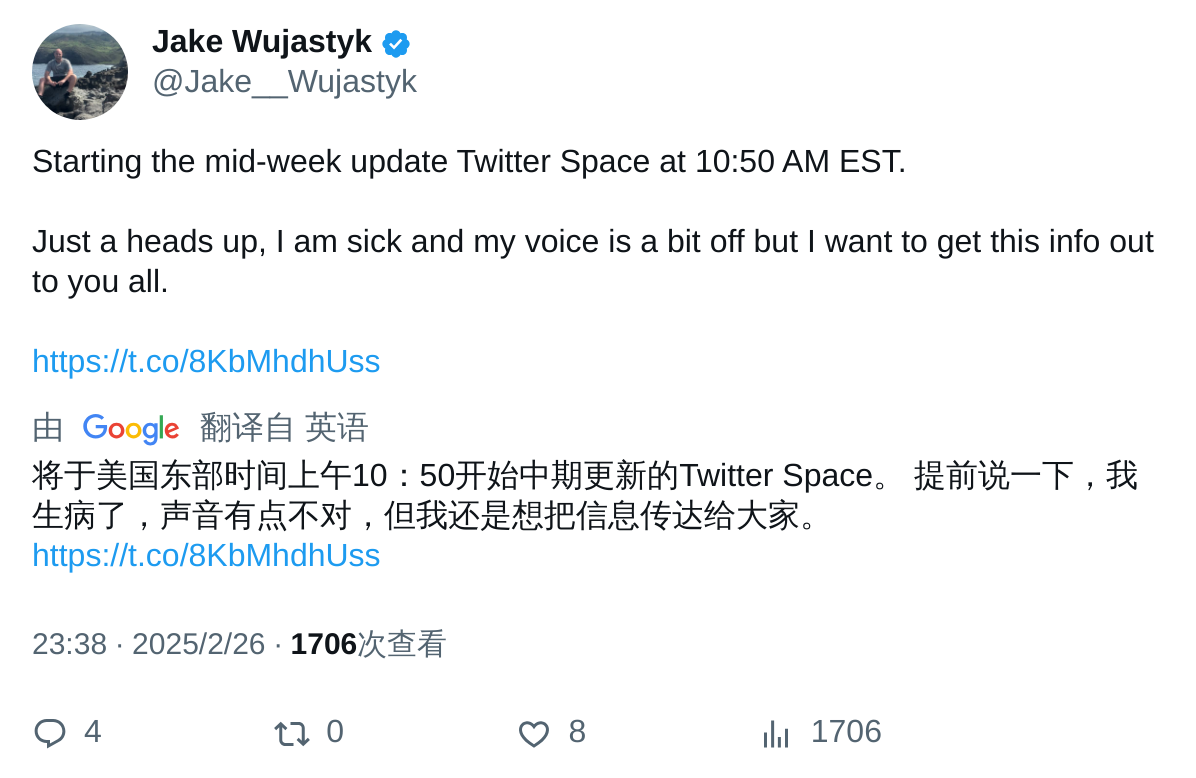 Jake Wujastyk
@Jake__Wujastyk
Starting the mid-week update Twitter Space at 10:50 AM EST.
Just a heads up, I am sick and my voice is a bit off but I want to get this info out
to you all.
https://t.co/8KbMhdhUss
由 Google 翻译自 英语
将于美国东部时间上午10：50开始中期更新的Twitter Space。 提前说一下，我
生病了，声音有点不对，但我还是想把信息传达给大家。
https://t.co/8KbMhdhUss
23:38 · 2025/2/26 · 1706次查看
4 0 8 1706